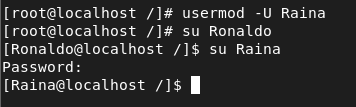 [root@localhost /]# usermod -U Raina
[root@localhost /]# su Ronaldo
[Ronaldo@localhost /]$ su Raina
Password:
[Raina@localhost /]$